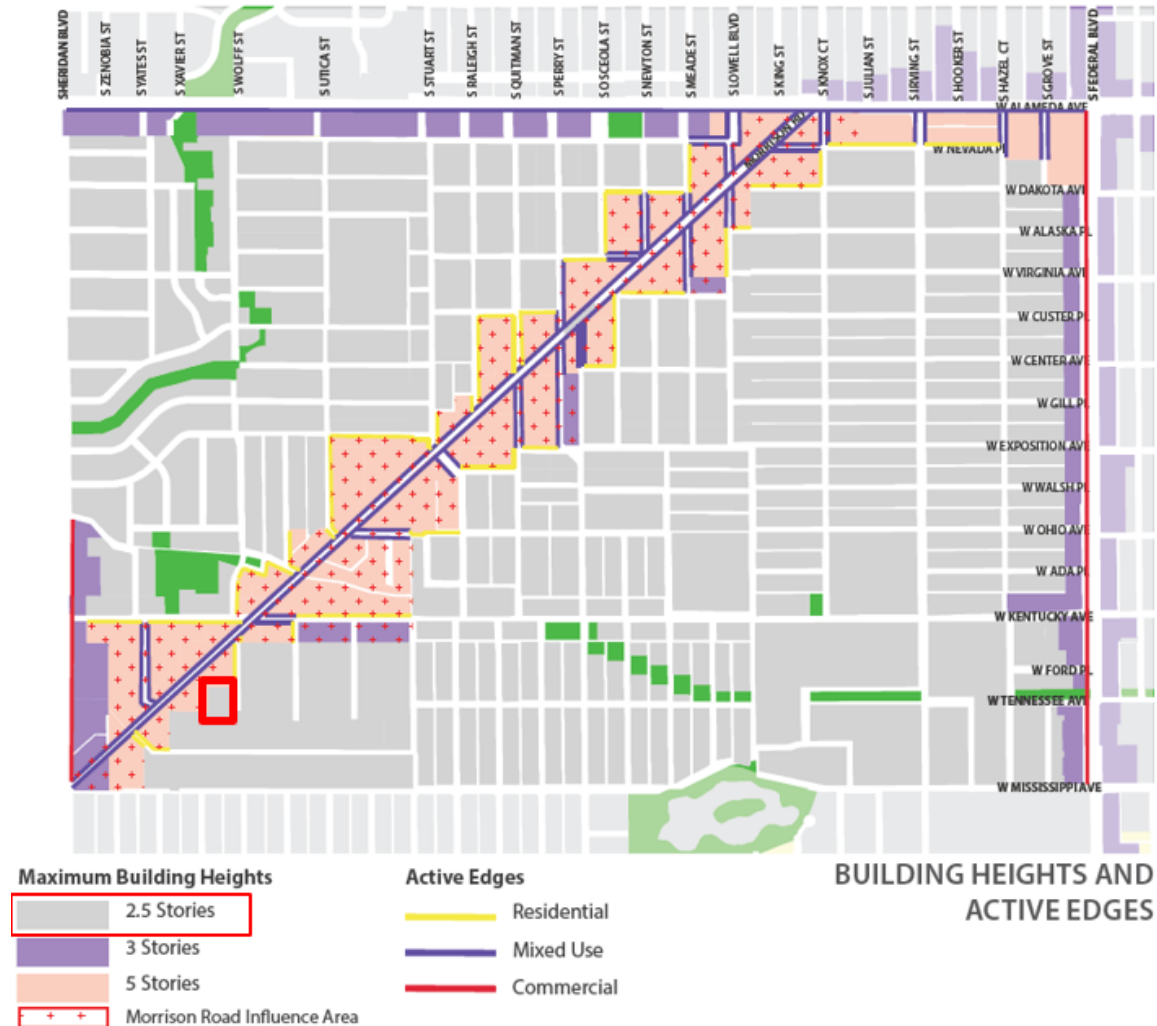 SHERIDAN BLVD
S ZENOBIA ST
S YATES ST
S XAVIER ST
S WOLFF ST
S UTICA ST
S STUART ST
S RALEIGH ST
S QUITMAN ST
S PERRY ST
S OSCEOLA ST
S NEWTON ST
S MEADE ST
S LOWELL BLVD
S KING ST
S KNOX CT
S JULIAN ST
S IRVING ST
S HOOKER ST
S HAZEL CT
S GROVE ST
S FEDERAL BLVD
W ALAMEDA AVE
MORRISON RD
W NEVADA PL
W DAKOTA AVE
W ALASKA PL
W VIRGINIA AVE
W CUSTER PL
W CENTER AVE
W GILL PL
W EXPOSITION AVE
W WALSH PL
W OHIO AVE
W ADA PL
W KENTUCKY AVE
W FORD PL
W TENNESSEE AVE
W MISSISSIPPI AVE
Maximum Building Heights
2.5 Stories
3 Stories
5 Stories
Morrison Road Influence Area
Active Edges
Residential
Mixed Use
Commercial
BUILDING HEIGHTS AND
ACTIVE EDGES